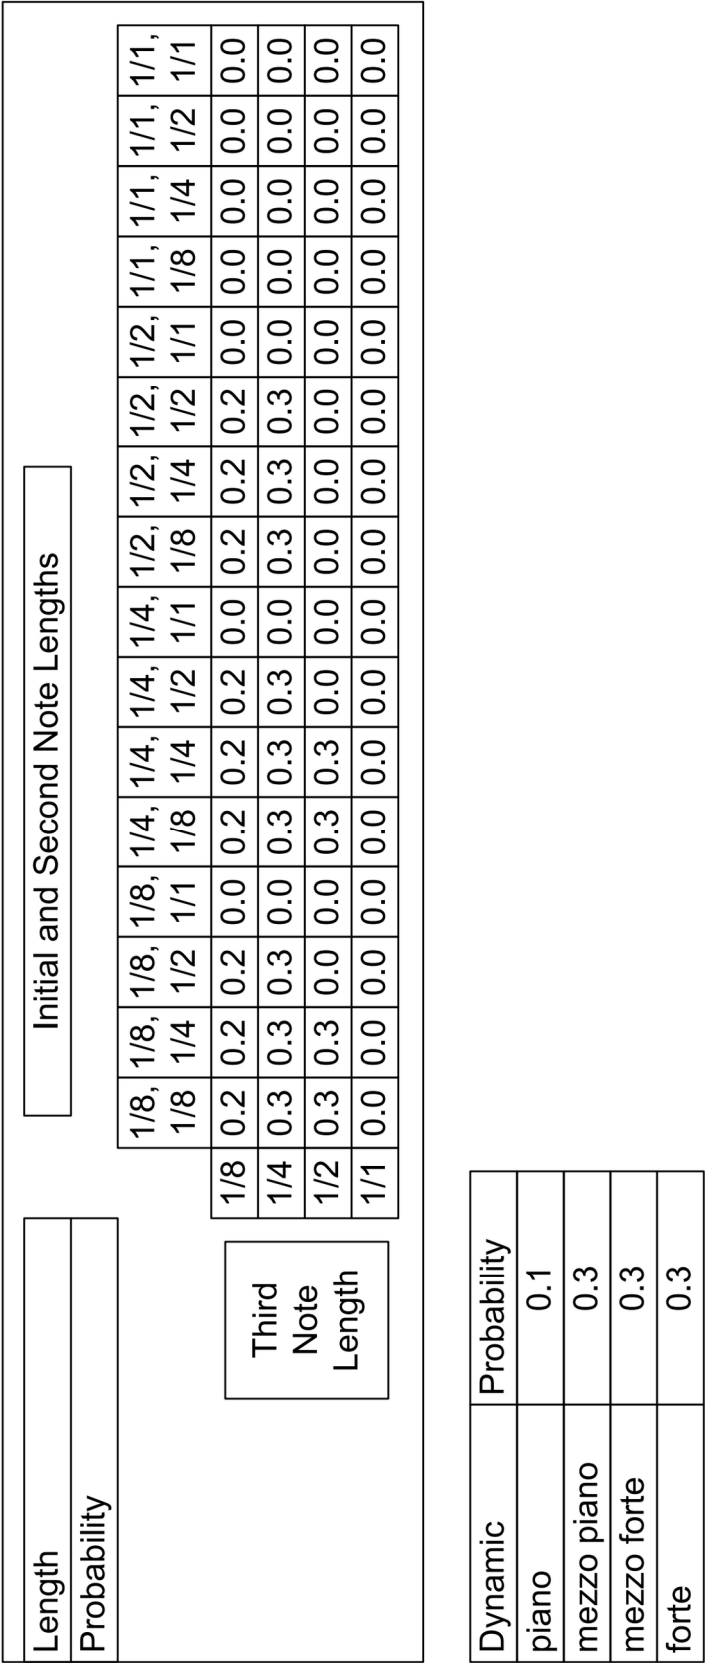 Length
Probability
Initial and Second Note Lengths
1/8, 1/8, 1/8, 1/8, 1/4, 1/4, 1/4, 1/4, 1/2, 1/2, 1/2, 1/2, 1/1, 1/1, 1/1, 1/1,
1/8 1/4 1/2 1/1 1/8 1/4 1/2 1/1 1/8 1/4 1/2 1/1 1/8 1/4 1/2 1/1
Third
Note
Length
1/8 0.2 0.2 0.2 0.0 0.2 0.2 0.2 0.0 0.2 0.2 0.2 0.0 0.0 0.0 0.0 0.0
1/4 0.3 0.3 0.3 0.0 0.3 0.3 0.3 0.0 0.3 0.3 0.3 0.0 0.0 0.0 0.0 0.0
1/2 0.3 0.3 0.0 0.0 0.3 0.3 0.0 0.0 0.0 0.0 0.0 0.0 0.0 0.0 0.0 0.0
1/1 0.0 0.0 0.0 0.0 0.0 0.0 0.0 0.0 0.0 0.0 0.0 0.0 0.0 0.0 0.0 0.0
Dynamic Probability
piano 0.1
mezzo piano 0.3
mezzo forte 0.3
forte 0.3